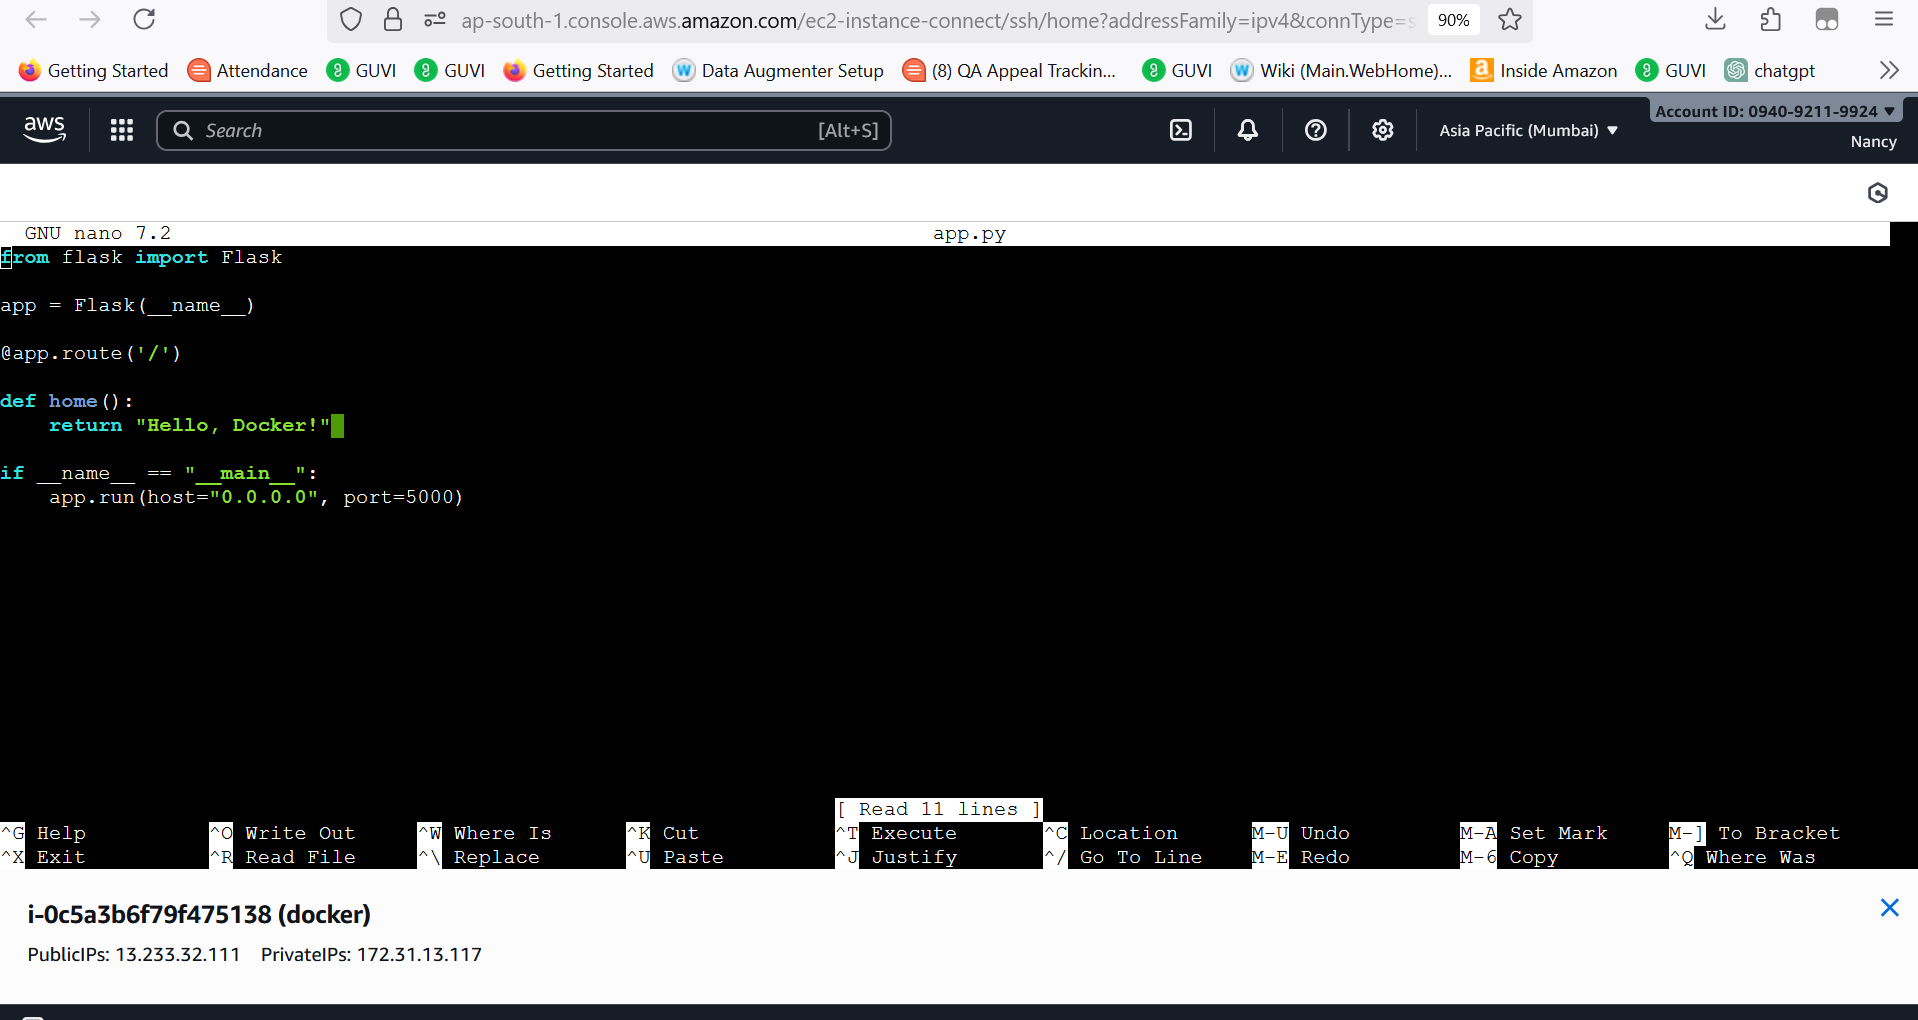 ap-south-1.console.aws.amazon.com/ec2-instance-connect/ssh/home?addressFamily=ipv4&connType=s 90%
Getting Started Attendance GUVI GUVI Getting Started Data Augmenter Setup (8) QA Appeal Trackin... GUVI Wiki (Main.WebHome)... Inside Amazon GUVI chatgpt
aws Search [Alt+S] Asia Pacific (Mumbai) Account ID: 0940-9211-9924
Nancy
GNU nano 7.2 app.py
from flask import Flask
app = Flask(__name__)
@app.route('/')
def home():
    return "Hello, Docker!"
if __name__ == "__main__":
    app.run(host="0.0.0.0", port=5000)
[ Read 11 lines ]
^G Help ^O Write Out ^W Where Is ^K Cut ^T Execute ^C Location M-U Undo M-A Set Mark M-] To Bracket
^X Exit ^R Read File ^\ Replace ^U Paste ^J Justify ^/ Go To Line M-E Redo M-6 Copy ^Q Where Was
i-0c5a3b6f79f475138 (docker)
PublicIPs: 13.233.32.111 PrivateIPs: 172.31.13.117